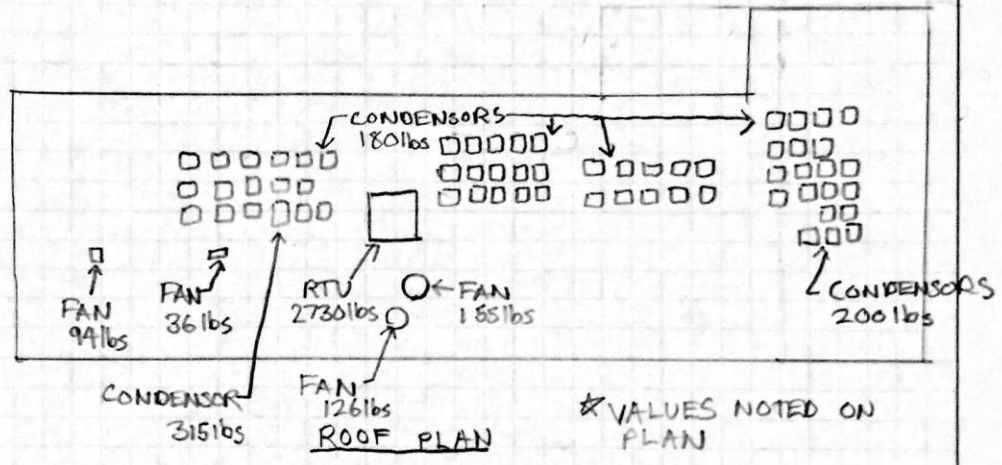 CONDENSORS
180lbs
FAN
94lbs
FAN
36lbs
RTU
2730lbs
FAN
185lbs
CONDENSORS
200lbs
CONDENSOR
315lbs
FAN
126lbs
ROOF PLAN
* VALUES NOTED ON
PLAN